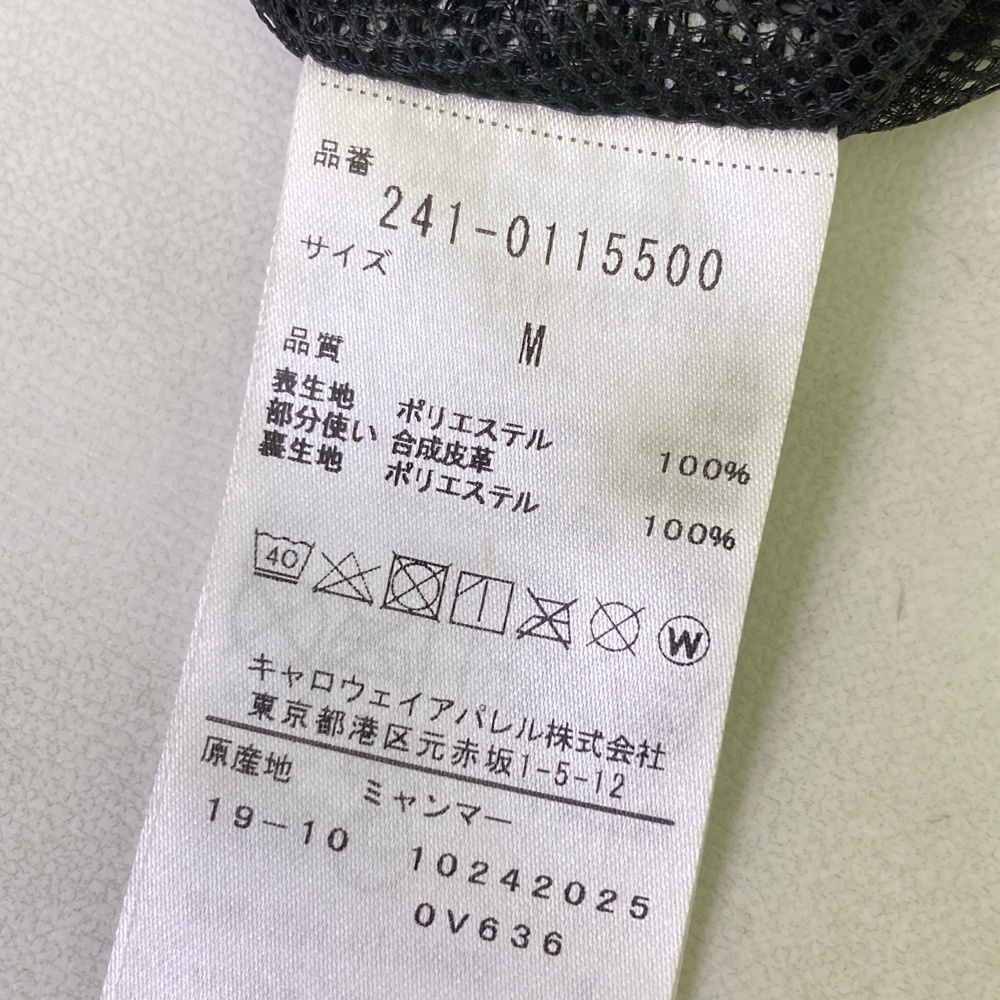 品番
241-0115500
サイズ
M
品質
表生地 ポリエステル 100%
部分使い 合成皮革
裏生地 ポリエステル 100%
40
W
キャロウェイアパレル株式会社
東京都港区元赤坂1-5-12
原産地 ミャンマー
19-10 10242025
0V636